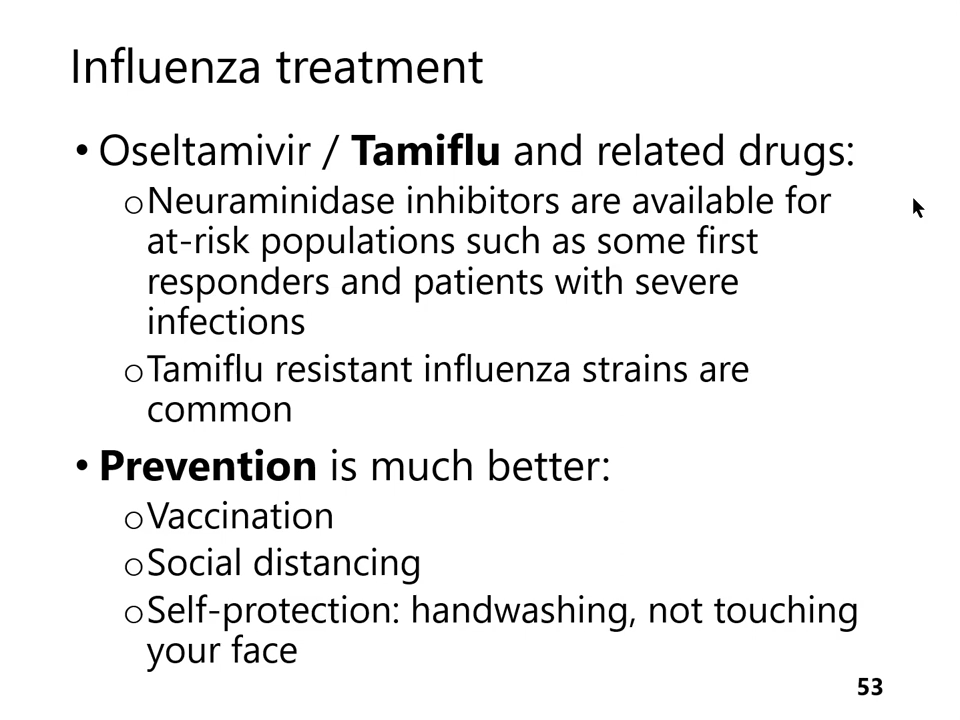 Influenza treatment
• Oseltamivir / Tamiflu and related drugs:
o Neuraminidase inhibitors are available for
at-risk populations such as some first
responders and patients with severe
infections
o Tamiflu resistant influenza strains are
common
• Prevention is much better:
o Vaccination
o Social distancing
o Self-protection: handwashing, not touching
your face
53